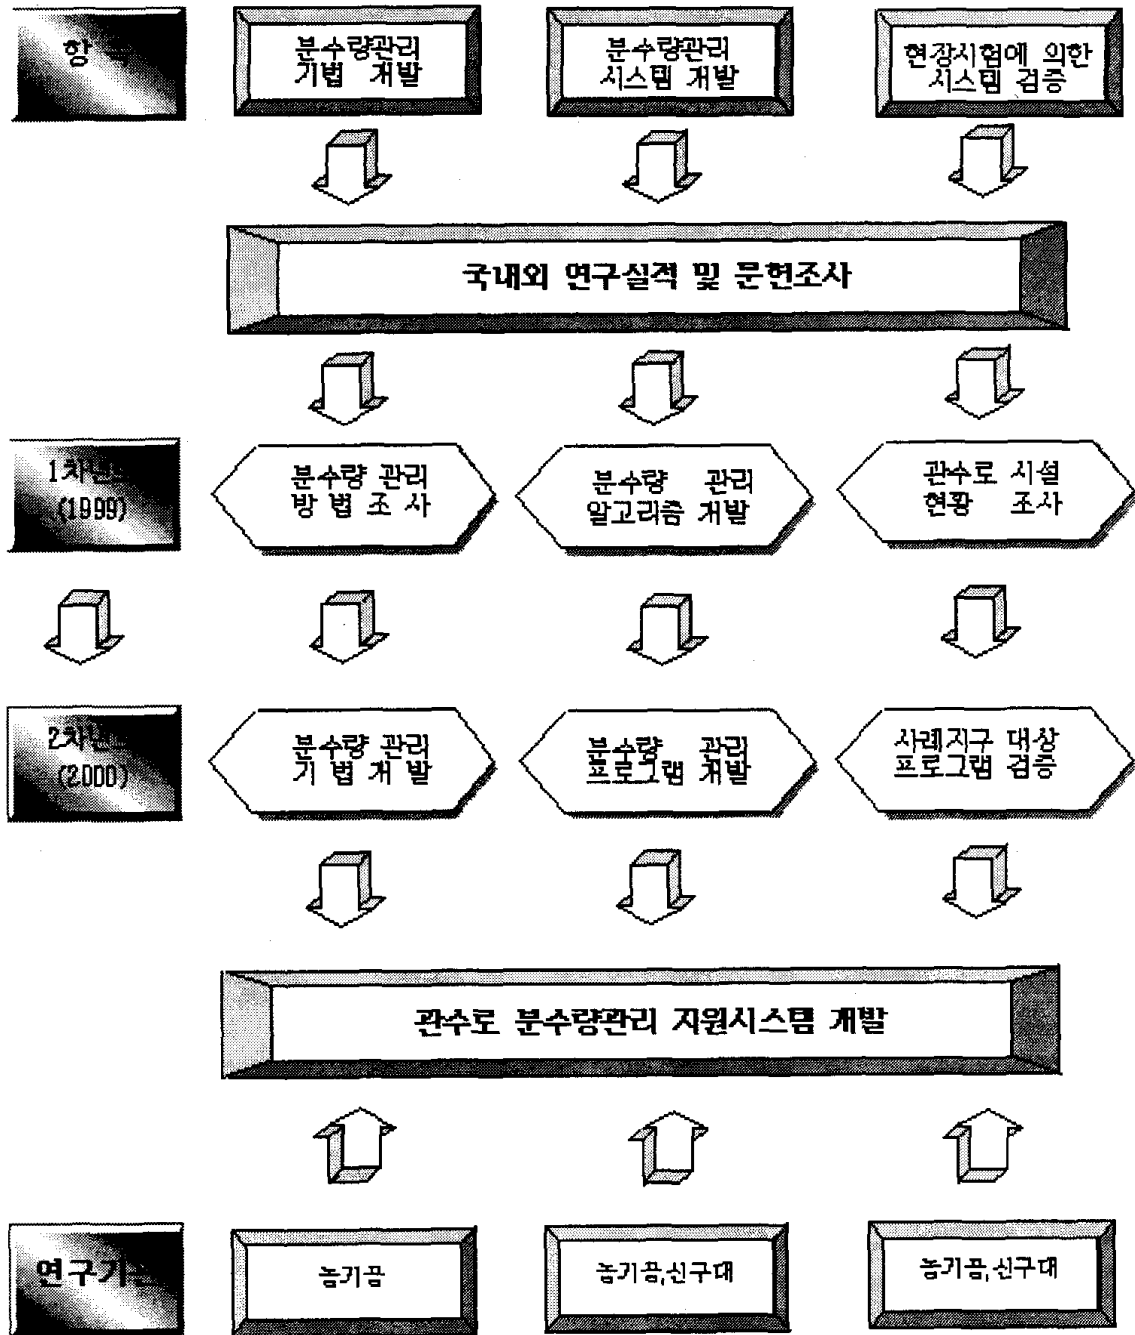 항
분수량관리
기법 개발
분수량관리
시스템 개발
현장시험에 의한
시스템 검증
국내외 연구실적 및 문헌조사
1차년도
(1999)
분수량 관리
방 법 조 사
분수량 관리
알고리즘 개발
관수로 시설
현황 조사
2차년도
(2000)
분수량 관리
기 법 개 발
분수량 관리
프로그램 개발
사례지구 대상
프로그램 검증
관수로 분수량관리 지원시스템 개발
연구기관
농기공
농기공,신구대
농기공,신구대